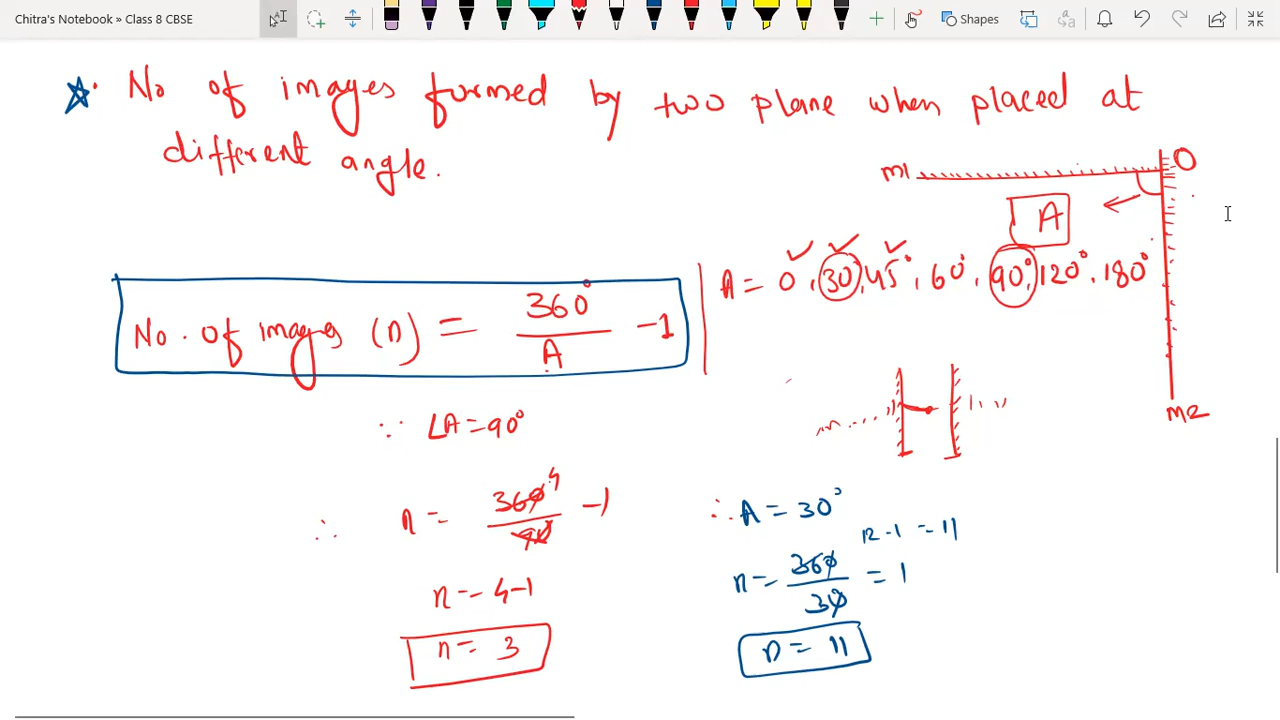 Chitra's Notebook » Class 8 CBSE
Shapes
No of images formed by two plane when placed at
different angle.
M1
O
A
A = 0°, 30°, 45°, 60°, 90°, 120°, 180°
No. of images (n) = 360° / A - 1
M2
∵ ∠A = 90°
∴ n = 360 4 / 90 - 1
n = 4-1
n = 3
∴ A = 30°
12-1 = 11
n = 360 / 30 = 1
n = 11